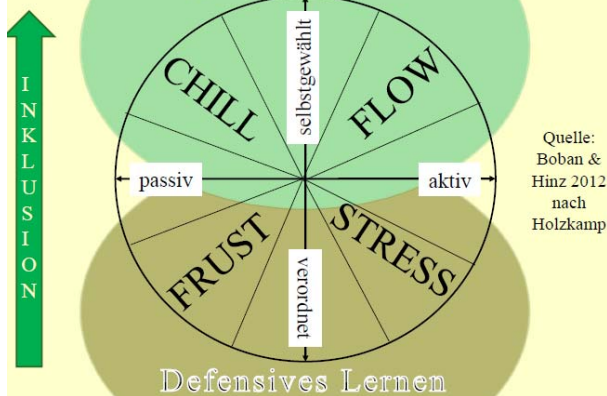 INKLUSION
selbstgewählt
CHILL
FLOW
passiv
aktiv
FRUST
STRESS
verordnet
Defensives Lernen
Quelle:
Boban &
Hinz 2012
nach
Holzkamp